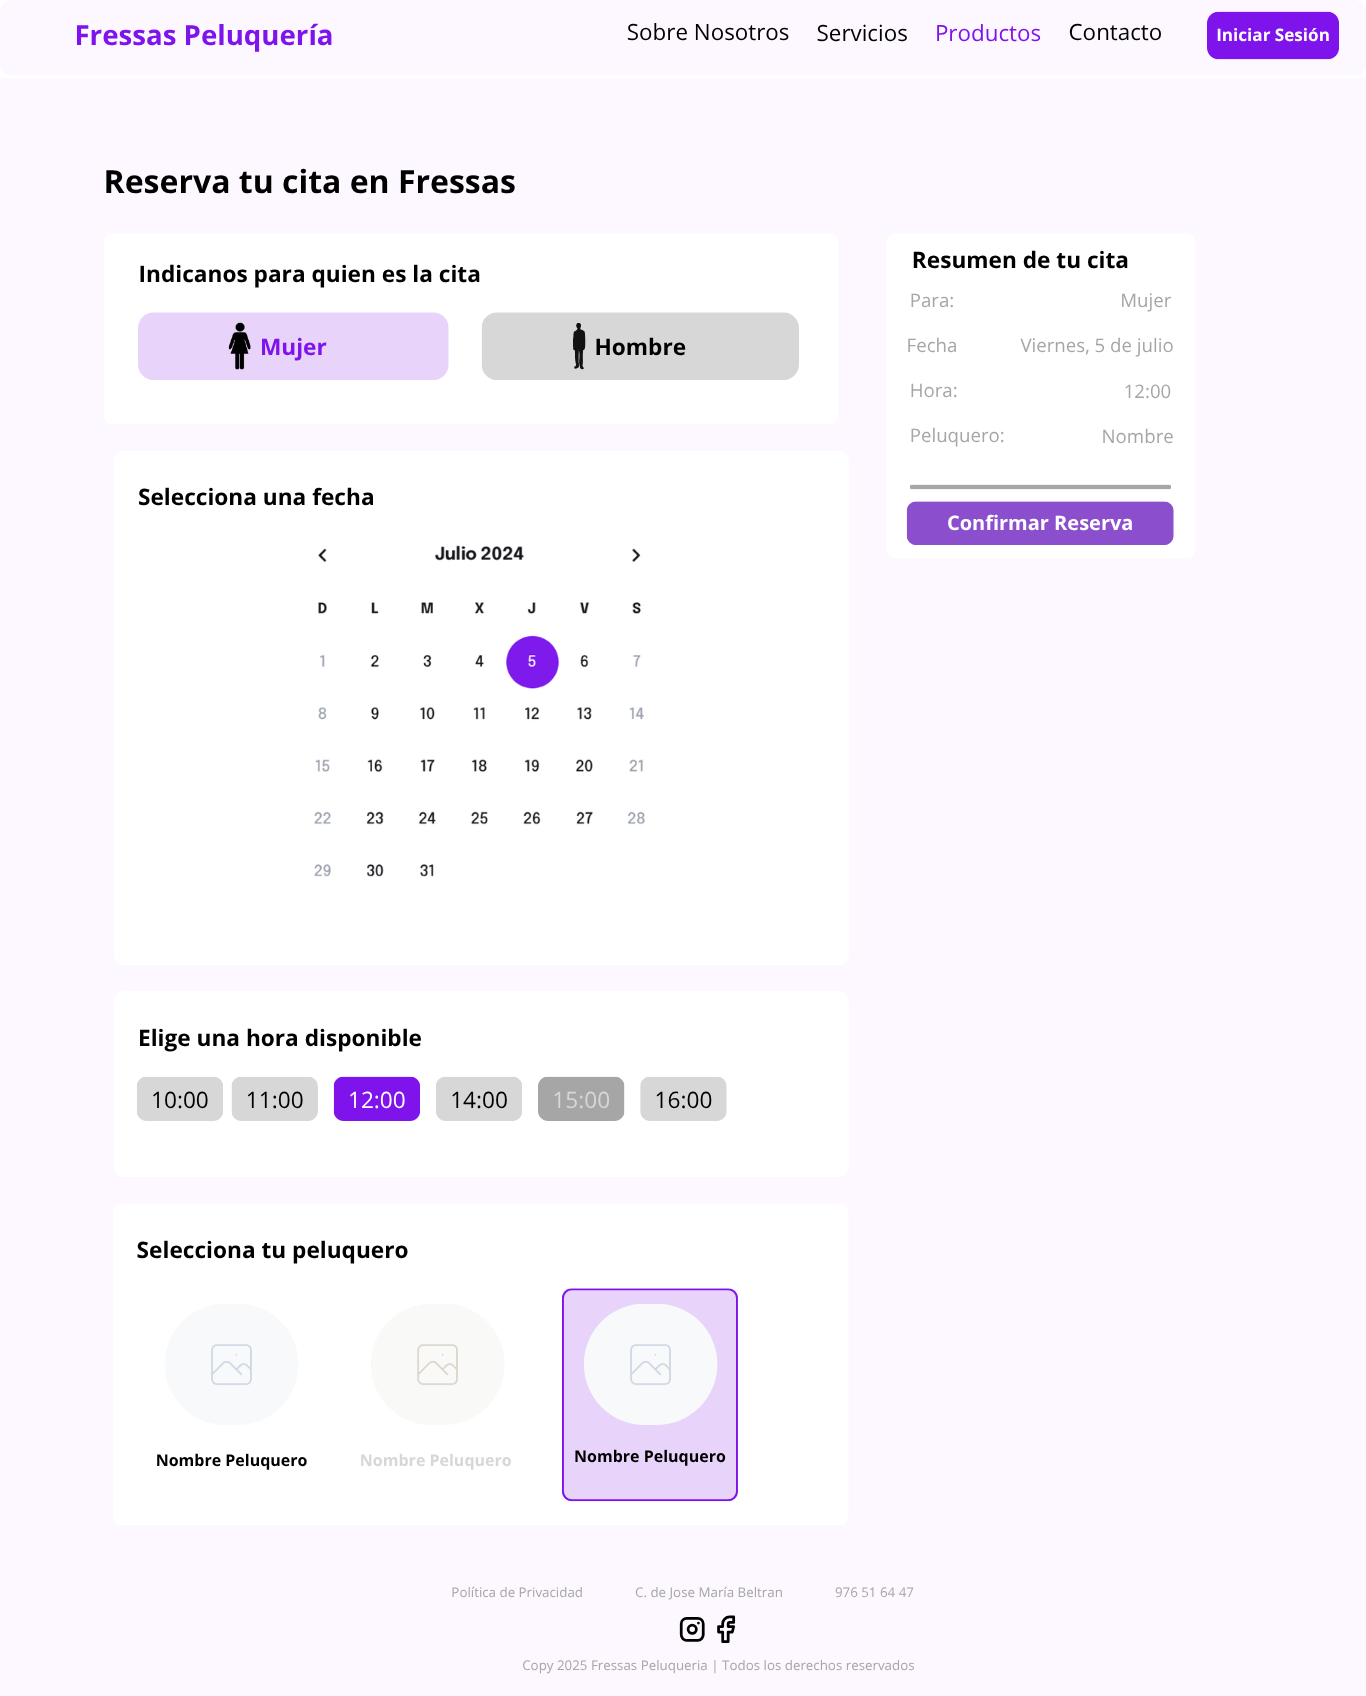 Fressas Peluquería
Sobre Nosotros Servicios Productos Contacto Iniciar Sesión
Reserva tu cita en Fressas
Indicanos para quien es la cita
Mujer Hombre
Selecciona una fecha
Julio 2024
D L M X J V S
1 2 3 4 5 6 7
8 9 10 11 12 13 14
15 16 17 18 19 20 21
22 23 24 25 26 27 28
29 30 31
Elige una hora disponible
10:00 11:00 12:00 14:00 15:00 16:00
Selecciona tu peluquero
Nombre Peluquero Nombre Peluquero Nombre Peluquero
Resumen de tu cita
Para: Mujer
Fecha Viernes, 5 de julio
Hora: 12:00
Peluquero: Nombre
Confirmar Reserva
Política de Privacidad C. de Jose María Beltran 976 51 64 47
Copy 2025 Fressas Peluqueria | Todos los derechos reservados